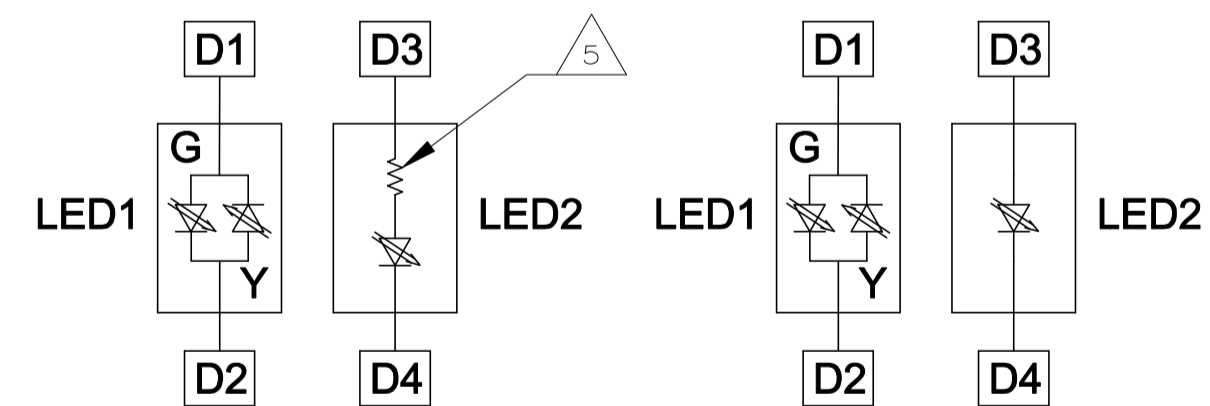 D1 D3 5 D1 D3
G G
LED1 LED2 LED1 LED2
Y Y
D2 D4 D2 D4